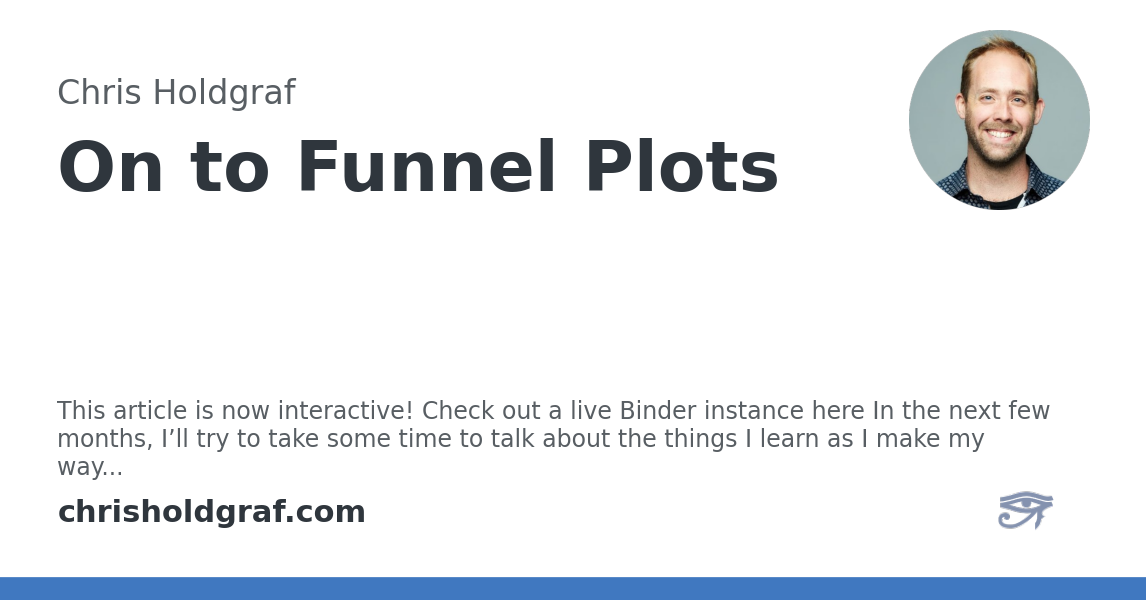 Chris Holdgraf
On to Funnel Plots
This article is now interactive! Check out a live Binder instance here In the next few
months, I’ll try to take some time to talk about the things I learn as I make my
way...
chrisholdgraf.com